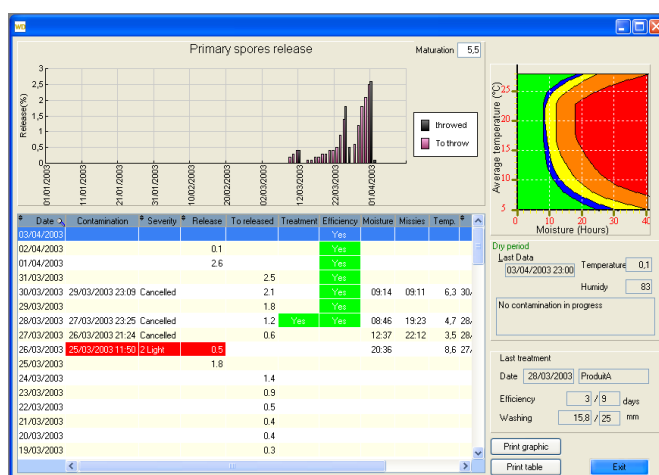 WD
Primary spores release
Maturation 5,5
Release(%)
3
2,5
2
1,5
1
0,5
0
01/01/2003 11/01/2003 21/01/2003 31/01/2003 10/02/2003 20/02/2003 02/03/2003 12/03/2003 22/03/2003 01/04/2003
throwed
To throw
Average temperature (°C)
25
20
15
10
5
0 10 20 30 40
Moisture (Hours)
Date Contamination Severity Release To released Treatment Efficiency Moisture Missies Temp.
03/04/2003 Yes
02/04/2003 0.1 Yes
01/04/2003 2.6 Yes
31/03/2003 2.5 Yes
30/03/2003 29/03/2003 23:09 Cancelled 2.1 Yes 09:14 09:11 6,3 30/
29/03/2003 1.8 Yes
28/03/2003 27/03/2003 23:25 Cancelled 1.2 Yes Yes 08:46 19:23 4,7 28/
27/03/2003 26/03/2003 21:24 Cancelled 0.6 12:37 22:12 3,5 28/
26/03/2003 25/03/2003 11:50 2 Light 0.5 20:36 8,6 27/
25/03/2003 1.8
24/03/2003 1.4
23/03/2003 0.9
22/03/2003 0.5
21/03/2003 0.4
20/03/2003 0.4
19/03/2003 0.3
Dry period
Last Data
03/04/2003 23:00
Temperature 0,1
Humidy 83
No contamination in progress
Last treatment
Date 28/03/2003 ProduitA
Efficiency 3 / 9 days
Washing 15,8 / 25 mm
Print graphic
Print table
Exit